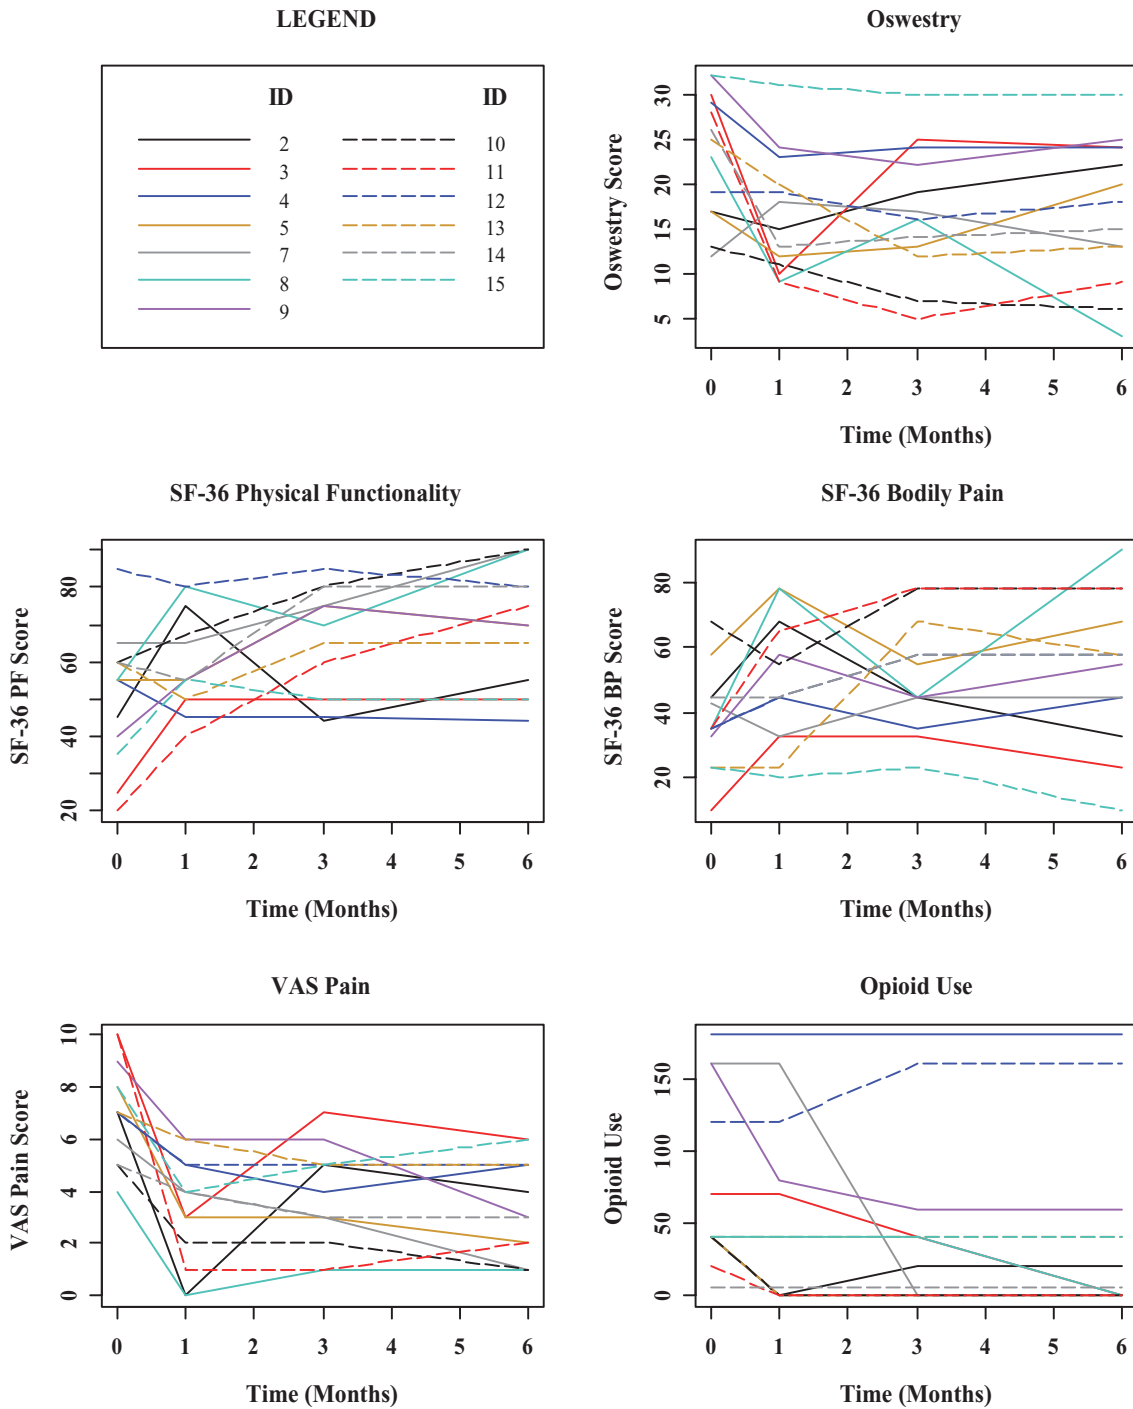 LEGEND
ID ID
2 10
3 11
4 12
5 13
7 14
8 15
9
Oswestry
Oswestry Score
30
25
20
15
10
5
0 1 2 3 4 5 6
Time (Months)
SF-36 Physical Functionality
SF-36 PF Score
80
60
40
20
0 1 2 3 4 5 6
Time (Months)
SF-36 Bodily Pain
SF-36 BP Score
80
60
40
20
0 1 2 3 4 5 6
Time (Months)
VAS Pain
VAS Pain Score
10
8
6
4
2
0
0 1 2 3 4 5 6
Time (Months)
Opioid Use
Opioid Use
150
100
50
0
0 1 2 3 4 5 6
Time (Months)